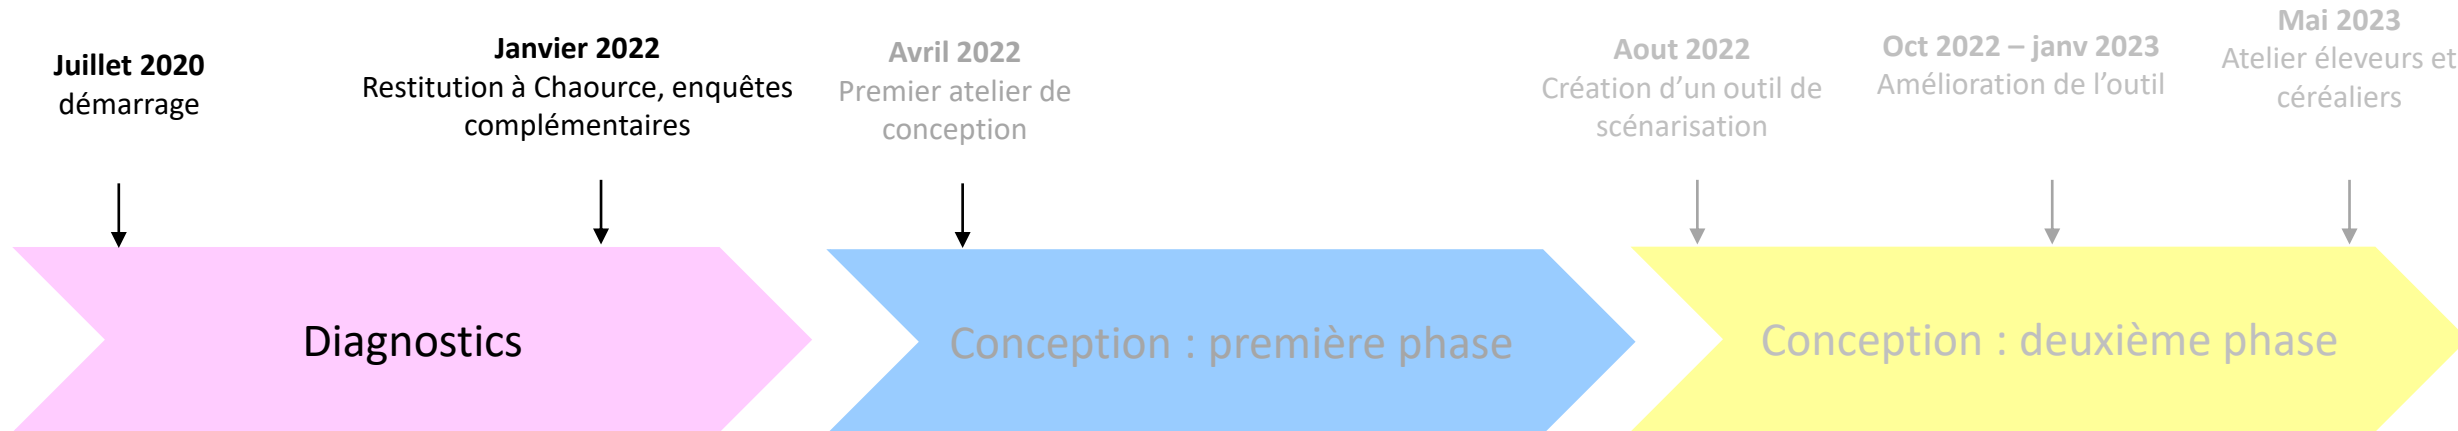 Juillet 2020
démarrage
Janvier 2022
Restitution à Chaource, enquêtes
complémentaires
Avril 2022
Premier atelier de
conception
Aout 2022
Création d’un outil de
scénarisation
Oct 2022 – janv 2023
Amélioration de l’outil
Mai 2023
Atelier éleveurs et
céréaliers
Diagnostics
Conception : première phase
Conception : deuxième phase